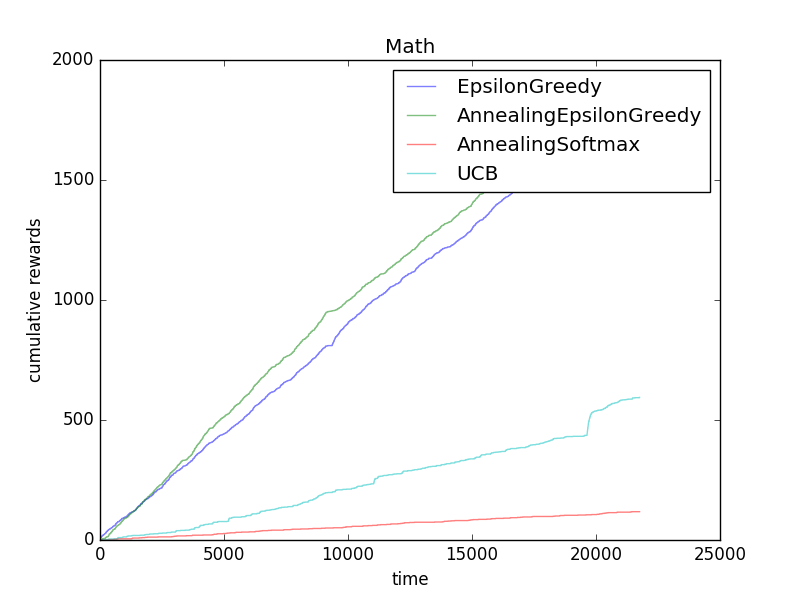 Math
2000
1500
1000
500
0
0
5000
10000
15000
20000
25000
cumulative rewards
time
EpsilonGreedy
AnnealingEpsilonGreedy
AnnealingSoftmax
UCB